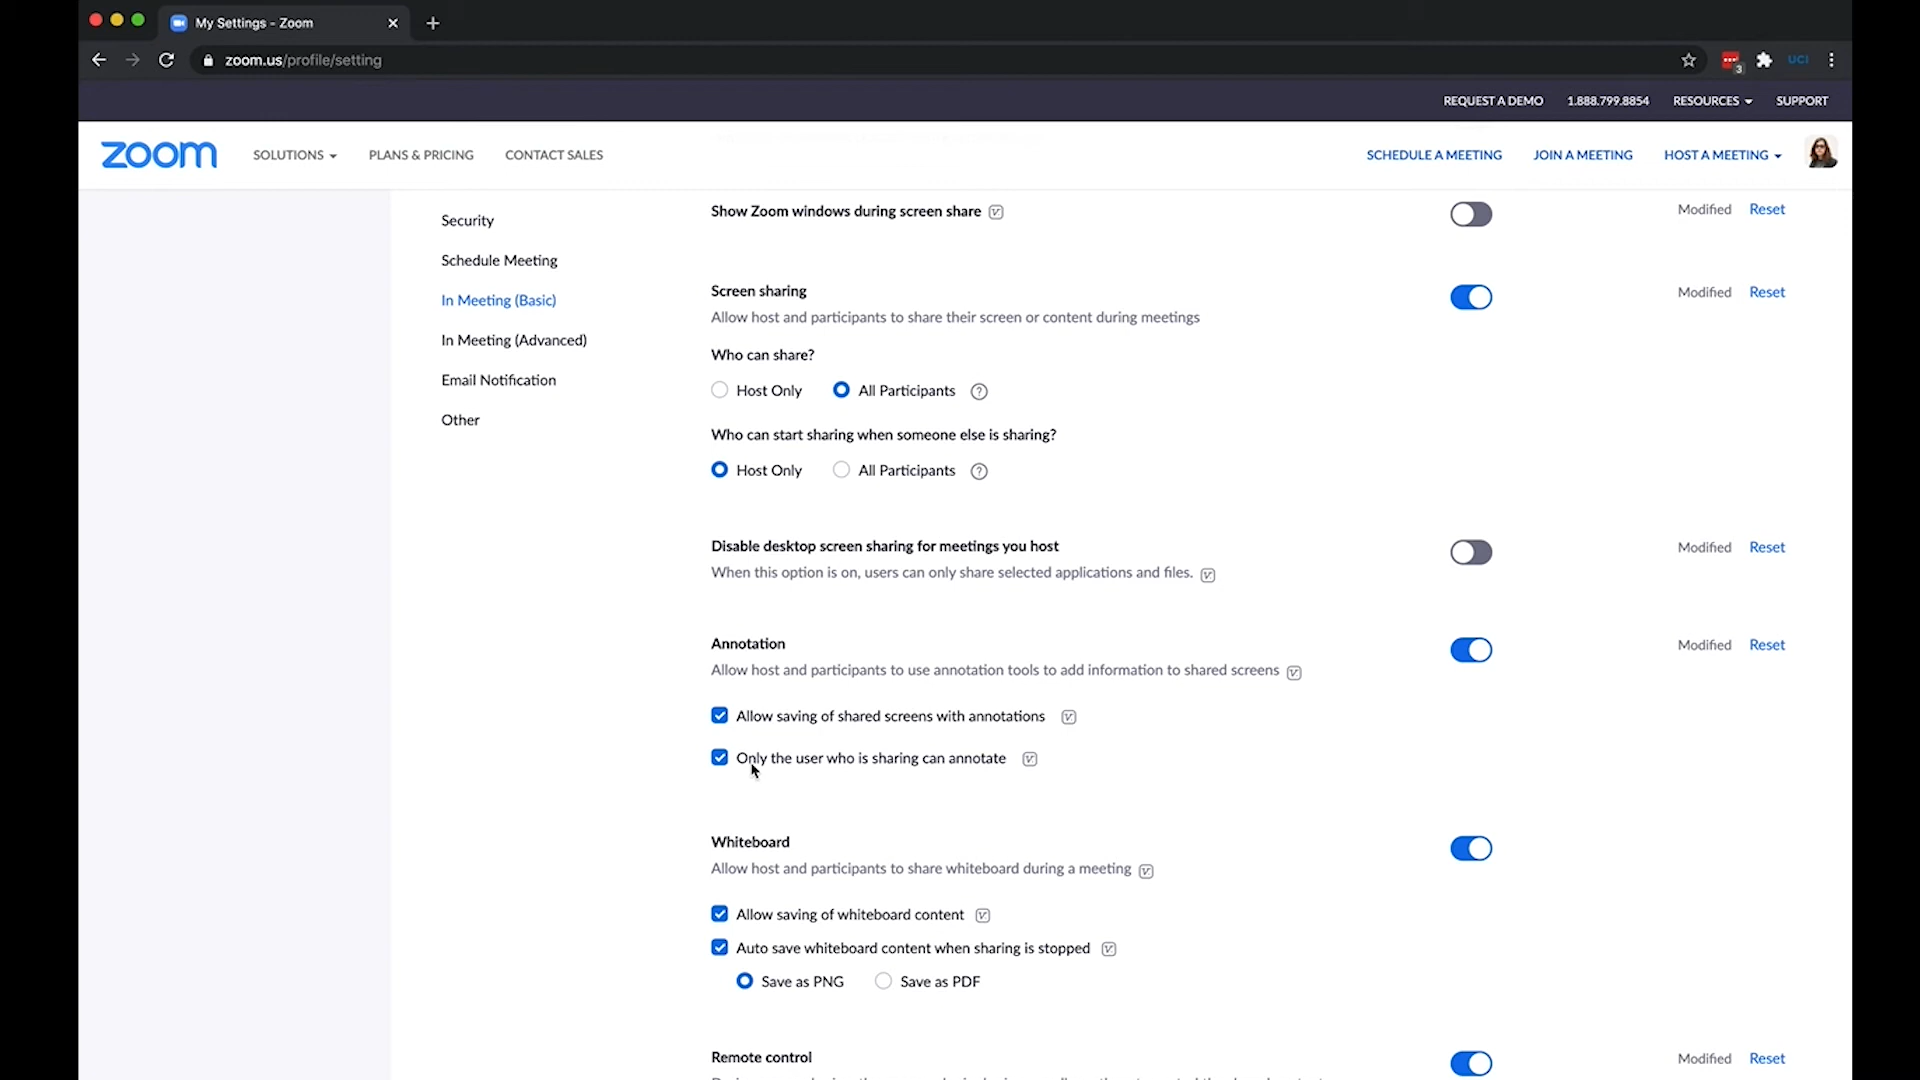 My Settings - Zoom
zoom.us/profile/setting
3
UCI
REQUEST A DEMO 1.888.799.8854 RESOURCES SUPPORT
zoom SOLUTIONS PLANS & PRICING CONTACT SALES SCHEDULE A MEETING JOIN A MEETING HOST A MEETING
Security
Schedule Meeting
In Meeting (Basic)
In Meeting (Advanced)
Email Notification
Other
Show Zoom windows during screen share Modified Reset
Screen sharing Modified Reset
Allow host and participants to share their screen or content during meetings
Who can share?
Host Only All Participants ?
Who can start sharing when someone else is sharing?
Host Only All Participants ?
Disable desktop screen sharing for meetings you host Modified Reset
When this option is on, users can only share selected applications and files.
Annotation Modified Reset
Allow host and participants to use annotation tools to add information to shared screens
Allow saving of shared screens with annotations
Only the user who is sharing can annotate
Whiteboard
Allow host and participants to share whiteboard during a meeting
Allow saving of whiteboard content
Auto save whiteboard content when sharing is stopped
Save as PNG Save as PDF
Remote control Modified Reset